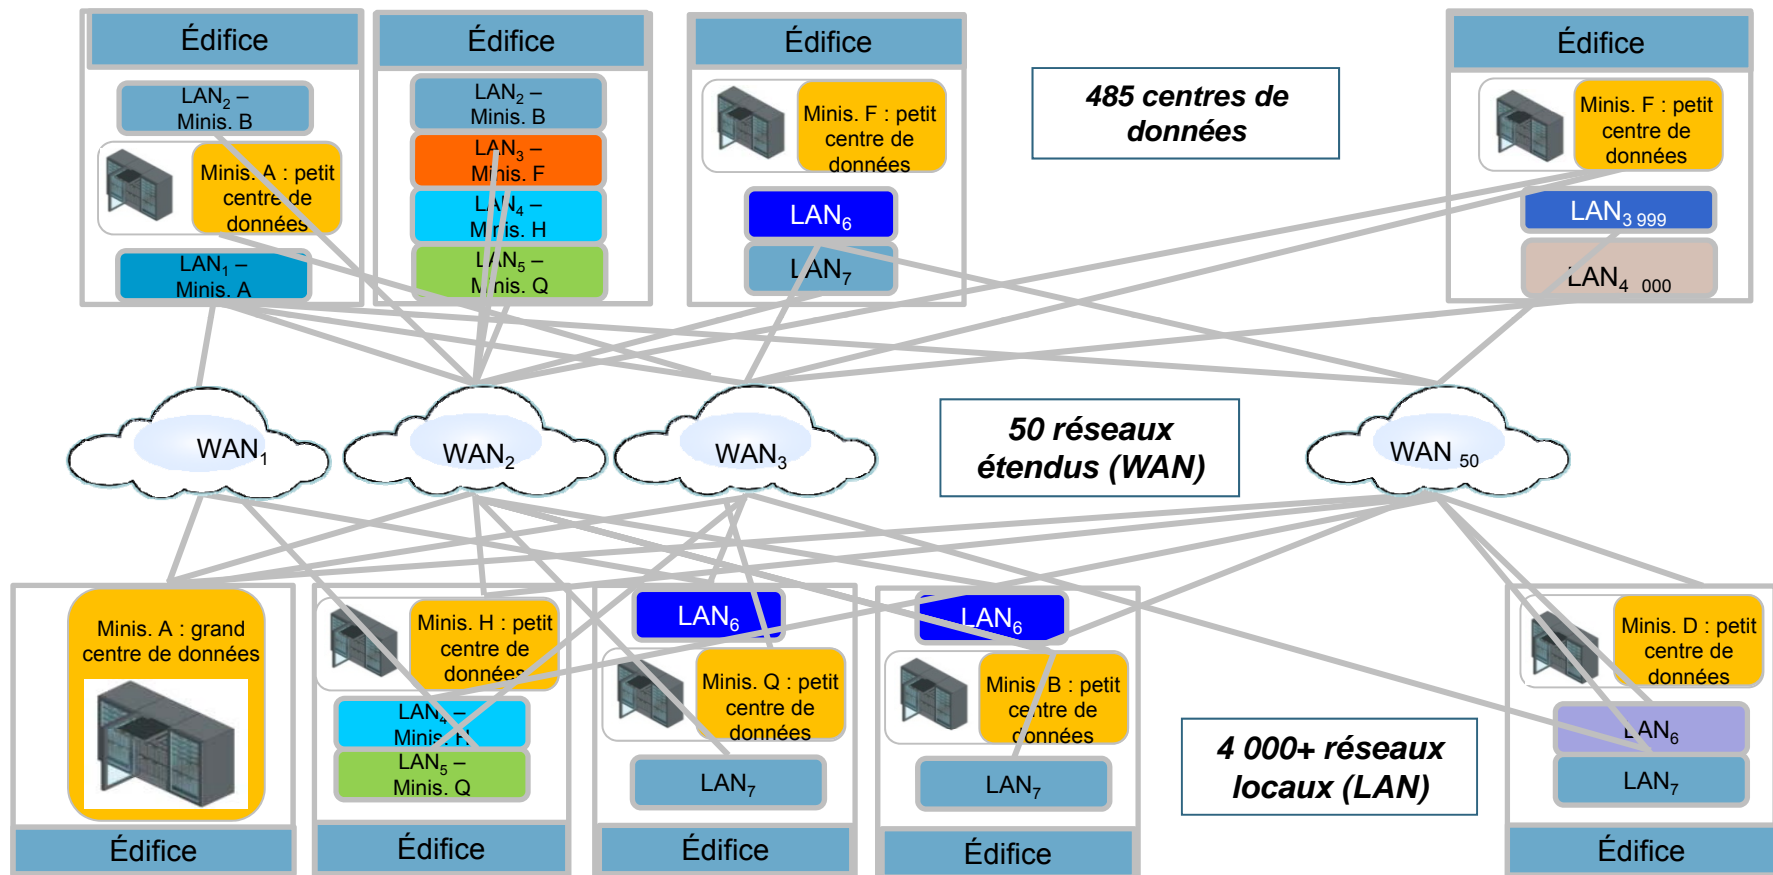 Édifice
LAN2 –
Minis. B
Minis. A : petit
centre de
données
LAN1 –
Minis. A
Édifice
LAN2 –
Minis. B
LAN3 –
Minis. F
LAN4 –
Minis. H
LAN5 –
Minis. Q
Édifice
Minis. F : petit
centre de
données
LAN6
LAN7
485 centres de
données
Édifice
Minis. F : petit
centre de
données
LAN3 999
LAN4 000
WAN1
WAN2
WAN3
50 réseaux
étendus (WAN)
WAN 50
Minis. A : grand
centre de données
Édifice
Minis. H : petit
centre de
données
LAN4 –
Minis. H
LAN5 –
Minis. Q
Édifice
LAN6
Minis. Q : petit
centre de
données
LAN7
Édifice
LAN6
Minis. B : petit
centre de
données
LAN7
Édifice
4 000+ réseaux
locaux (LAN)
Minis. D : petit
centre de
données
LAN6
LAN7
Édifice